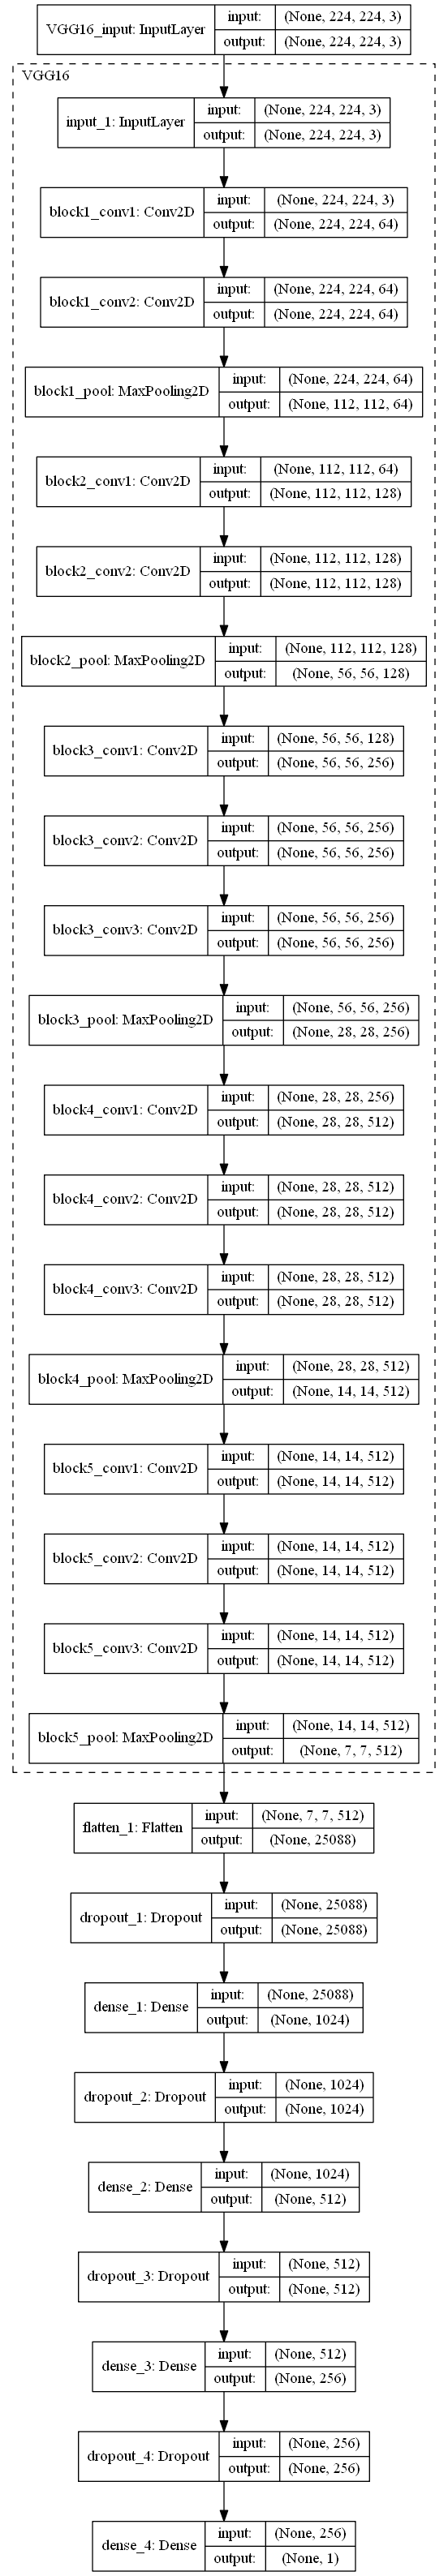 VGG16_input: InputLayer
input: (None, 224, 224, 3)
output: (None, 224, 224, 3)
VGG16
input_1: InputLayer
input: (None, 224, 224, 3)
output: (None, 224, 224, 3)
block1_conv1: Conv2D
input: (None, 224, 224, 3)
output: (None, 224, 224, 64)
block1_conv2: Conv2D
input: (None, 224, 224, 64)
output: (None, 224, 224, 64)
block1_pool: MaxPooling2D
input: (None, 224, 224, 64)
output: (None, 112, 112, 64)
block2_conv1: Conv2D
input: (None, 112, 112, 64)
output: (None, 112, 112, 128)
block2_conv2: Conv2D
input: (None, 112, 112, 128)
output: (None, 112, 112, 128)
block2_pool: MaxPooling2D
input: (None, 112, 112, 128)
output: (None, 56, 56, 128)
block3_conv1: Conv2D
input: (None, 56, 56, 128)
output: (None, 56, 56, 256)
block3_conv2: Conv2D
input: (None, 56, 56, 256)
output: (None, 56, 56, 256)
block3_conv3: Conv2D
input: (None, 56, 56, 256)
output: (None, 56, 56, 256)
block3_pool: MaxPooling2D
input: (None, 56, 56, 256)
output: (None, 28, 28, 256)
block4_conv1: Conv2D
input: (None, 28, 28, 256)
output: (None, 28, 28, 512)
block4_conv2: Conv2D
input: (None, 28, 28, 512)
output: (None, 28, 28, 512)
block4_conv3: Conv2D
input: (None, 28, 28, 512)
output: (None, 28, 28, 512)
block4_pool: MaxPooling2D
input: (None, 28, 28, 512)
output: (None, 14, 14, 512)
block5_conv1: Conv2D
input: (None, 14, 14, 512)
output: (None, 14, 14, 512)
block5_conv2: Conv2D
input: (None, 14, 14, 512)
output: (None, 14, 14, 512)
block5_conv3: Conv2D
input: (None, 14, 14, 512)
output: (None, 14, 14, 512)
block5_pool: MaxPooling2D
input: (None, 14, 14, 512)
output: (None, 7, 7, 512)
flatten_1: Flatten
input: (None, 7, 7, 512)
output: (None, 25088)
dropout_1: Dropout
input: (None, 25088)
output: (None, 25088)
dense_1: Dense
input: (None, 25088)
output: (None, 1024)
dropout_2: Dropout
input: (None, 1024)
output: (None, 1024)
dense_2: Dense
input: (None, 1024)
output: (None, 512)
dropout_3: Dropout
input: (None, 512)
output: (None, 512)
dense_3: Dense
input: (None, 512)
output: (None, 256)
dropout_4: Dropout
input: (None, 256)
output: (None, 256)
dense_4: Dense
input: (None, 256)
output: (None, 1)